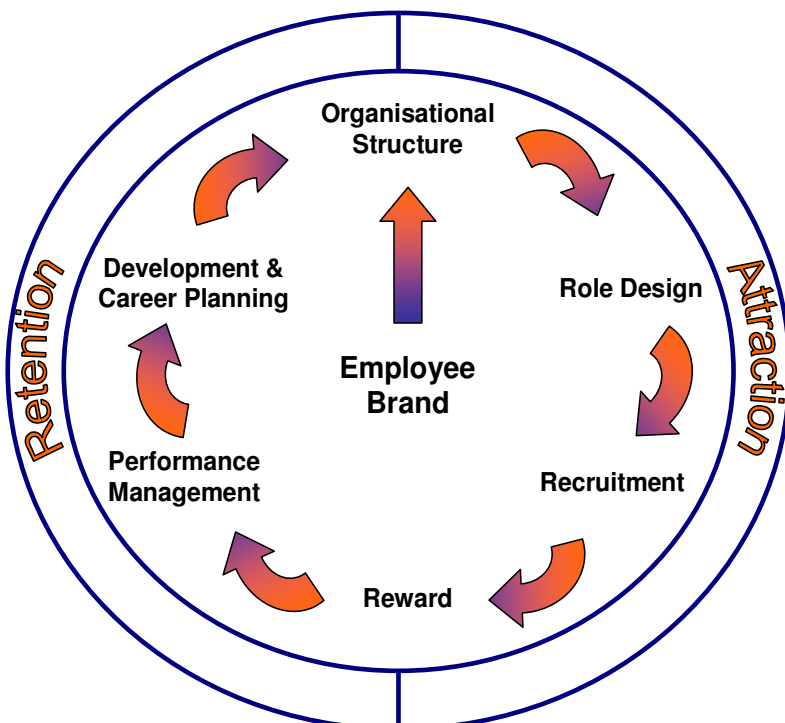 Organisational
Structure
Role Design
Recruitment
Reward
Performance
Management
Development &
Career Planning
Employee
Brand
Retention
Attraction